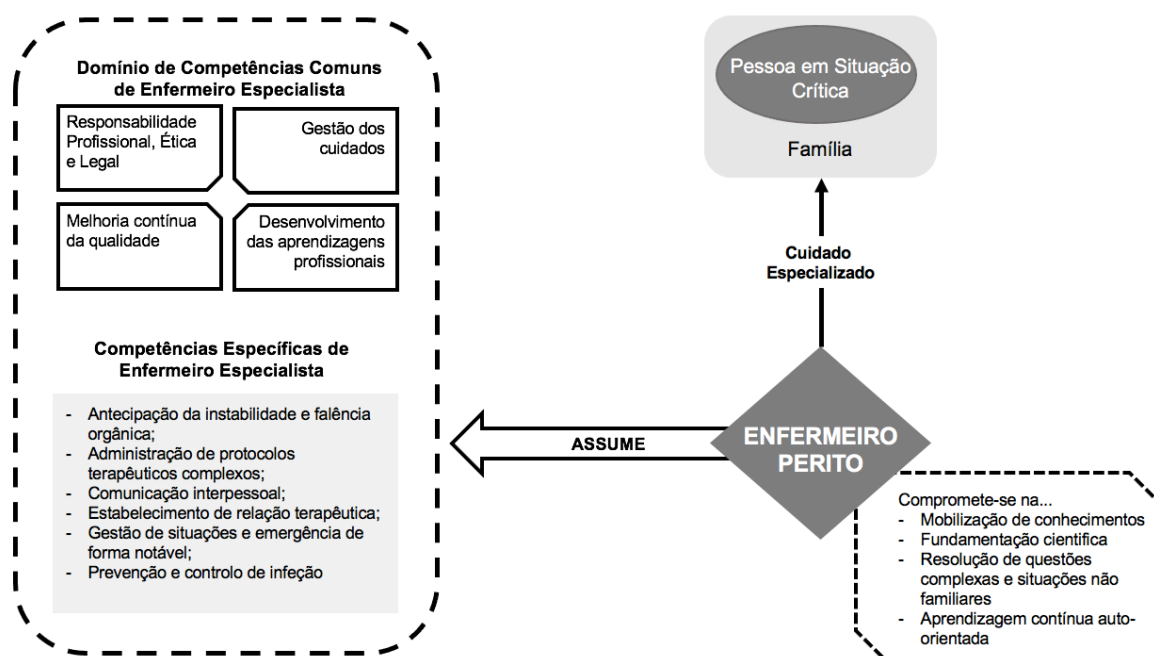 Domínio de Competências Comuns
de Enfermeiro Especialista
Responsabilidade
Profissional, Ética
e Legal
Gestão dos
cuidados
Melhoria contínua
da qualidade
Desenvolvimento
das aprendizagens
profissionais
Competências Específicas de
Enfermeiro Especialista
- Antecipação da instabilidade e falência
orgânica;
- Administração de protocolos
terapêuticos complexos;
- Comunicação interpessoal;
- Estabelecimento de relação terapêutica;
- Gestão de situações e emergência de
forma notável;
- Prevenção e controlo de infeção
Pessoa em Situação
Crítica
Família
Cuidado
Especializado
ASSUME
ENFERMEIRO
PERITO
Compromete-se na...
- Mobilização de conhecimentos
- Fundamentação cientifica
- Resolução de questões
complexas e situações não
familiares
- Aprendizagem contínua auto-
orientada